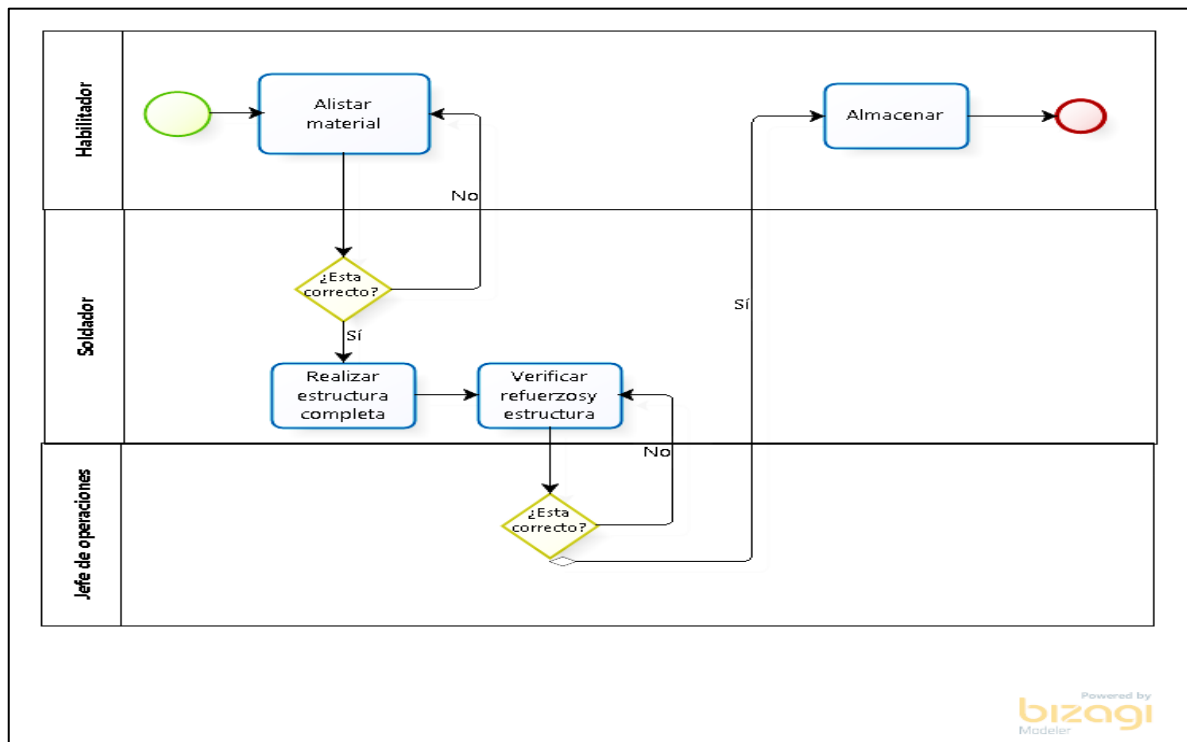 Habilitador
Alistar
material
Almacenar
No
Soldador
¿Esta
correcto?
Sí
Sí
Realizar
estructura
completa
Verificar
refuerzosy
estructura
No
Jefe de operaciones
¿Esta
correcto?
Powered by
bizagi
Modeler